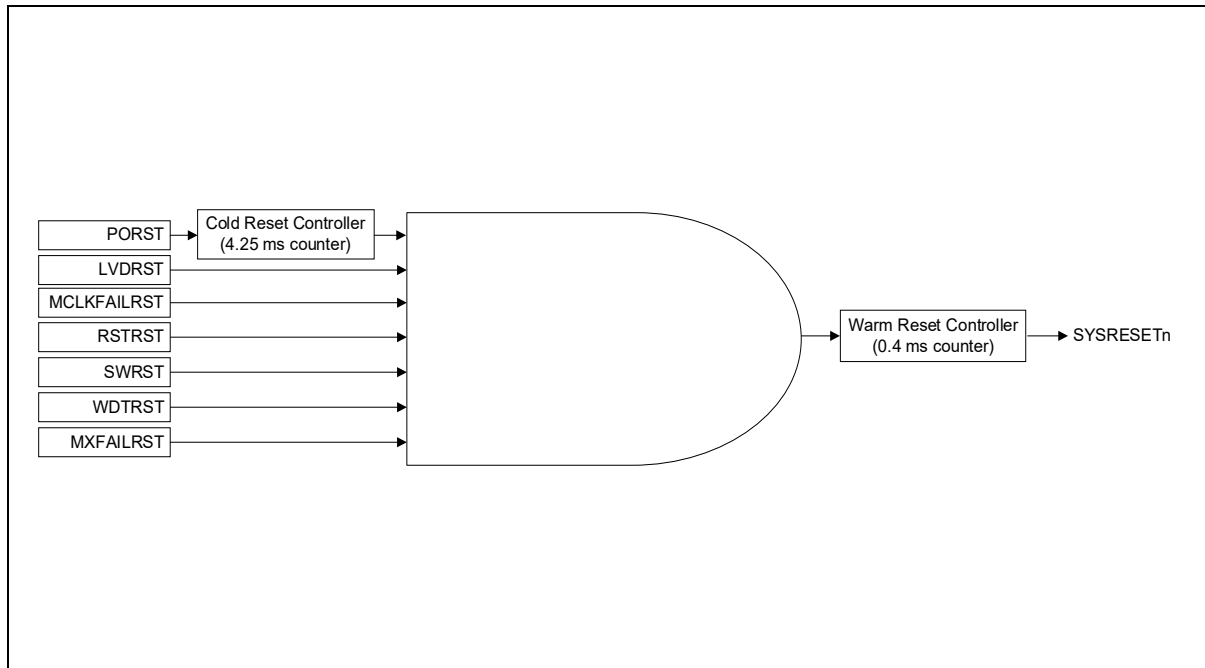 PORST
Cold Reset Controller
(4.25 ms counter)
LVDRST
MCLKFAILRST
RSTRST
SWRST
WDTRST
MXFAILRST
Warm Reset Controller
(0.4 ms counter)
SYSRESETn